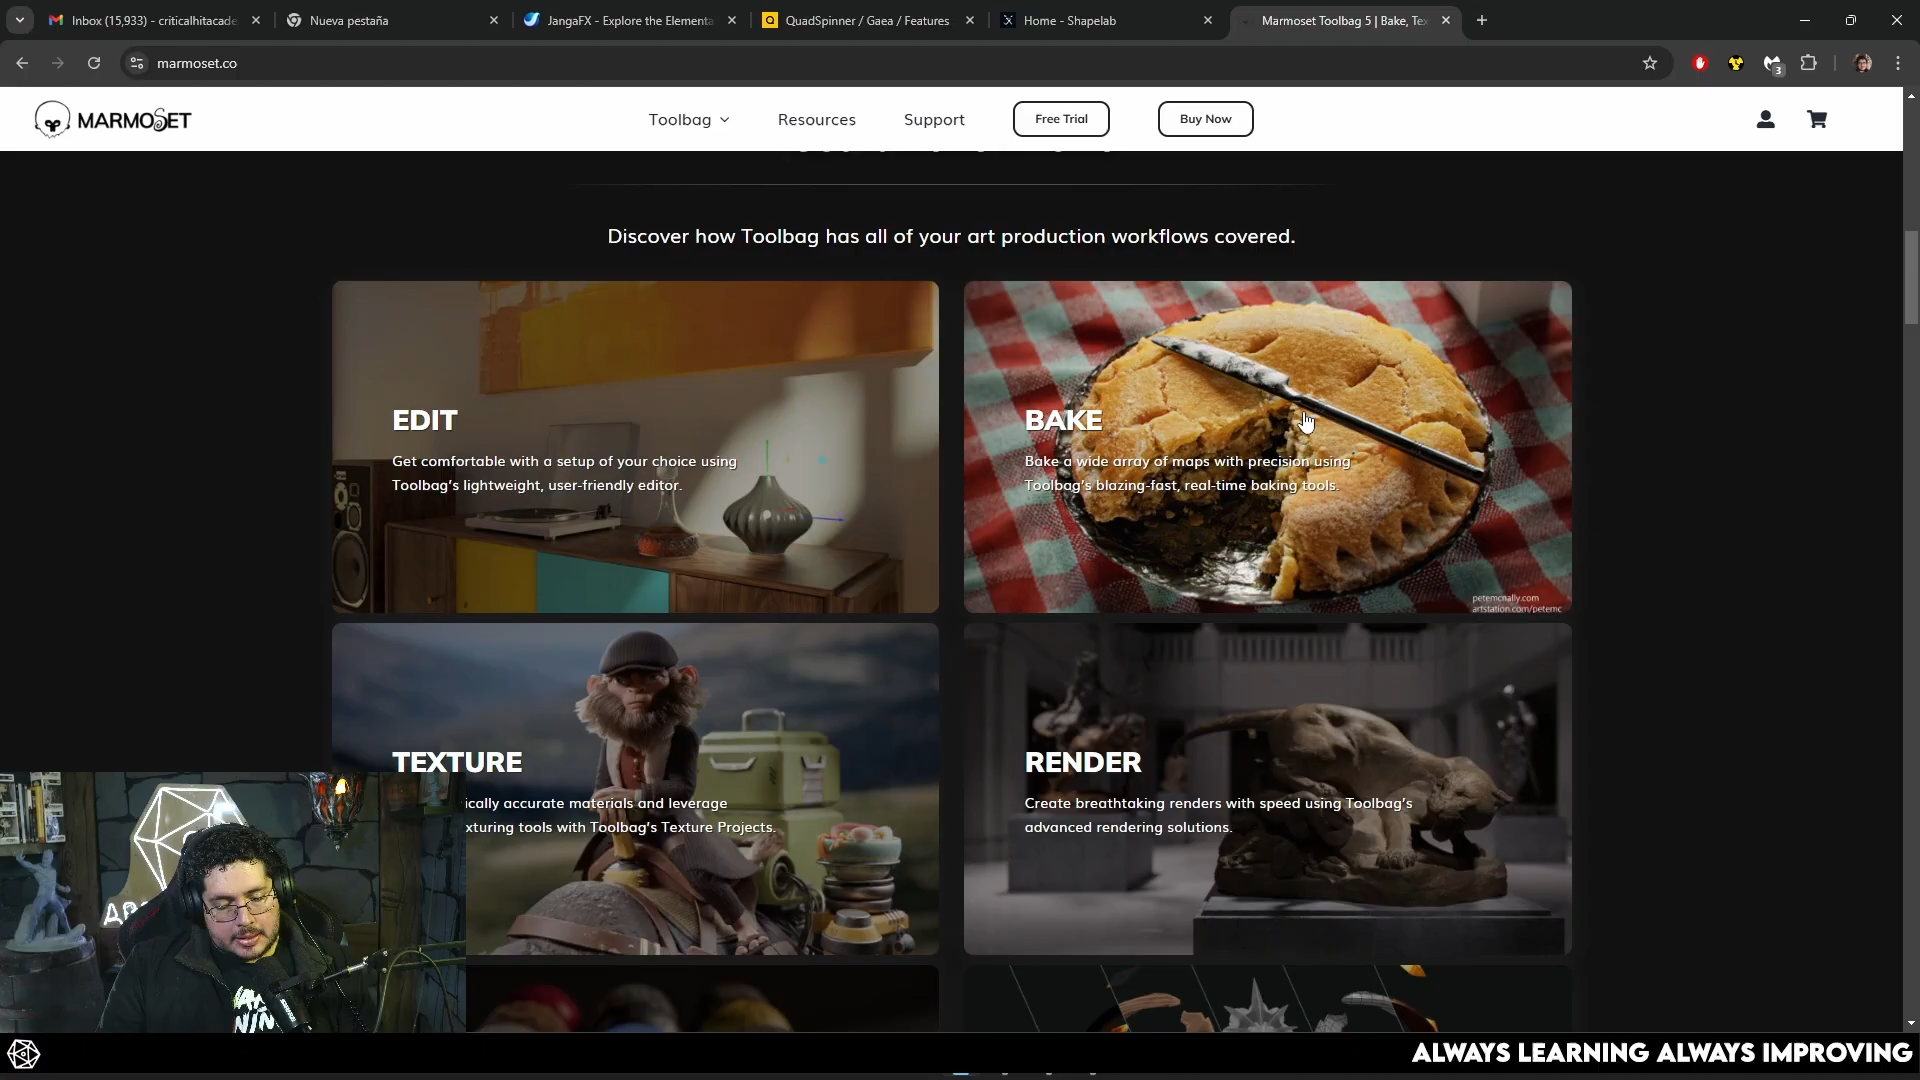 Inbox (15,933) - criticalhitacade
Nueva pestaña
JangaFX - Explore the Elementa
QuadSpinner / Gaea / Features
Home - Shapelab
Marmoset Toolbag 5 | Bake, Tex
marmoset.co
3
MARMOSET
Toolbag
Resources
Support
Free Trial
Buy Now
Discover how Toolbag has all of your art production workflows covered.
EDIT
Get comfortable with a setup of your choice using
Toolbag's lightweight, user-friendly editor.
BAKE
Bake a wide array of maps with precision using
Toolbag's blazing-fast, real-time baking tools.
petemcnally.com
artstation.com/petemc
TEXTURE
ically accurate materials and leverage
xturing tools with Toolbag's Texture Projects.
RENDER
Create breathtaking renders with speed using Toolbag's
advanced rendering solutions.
ALWAYS LEARNING ALWAYS IMPROVING